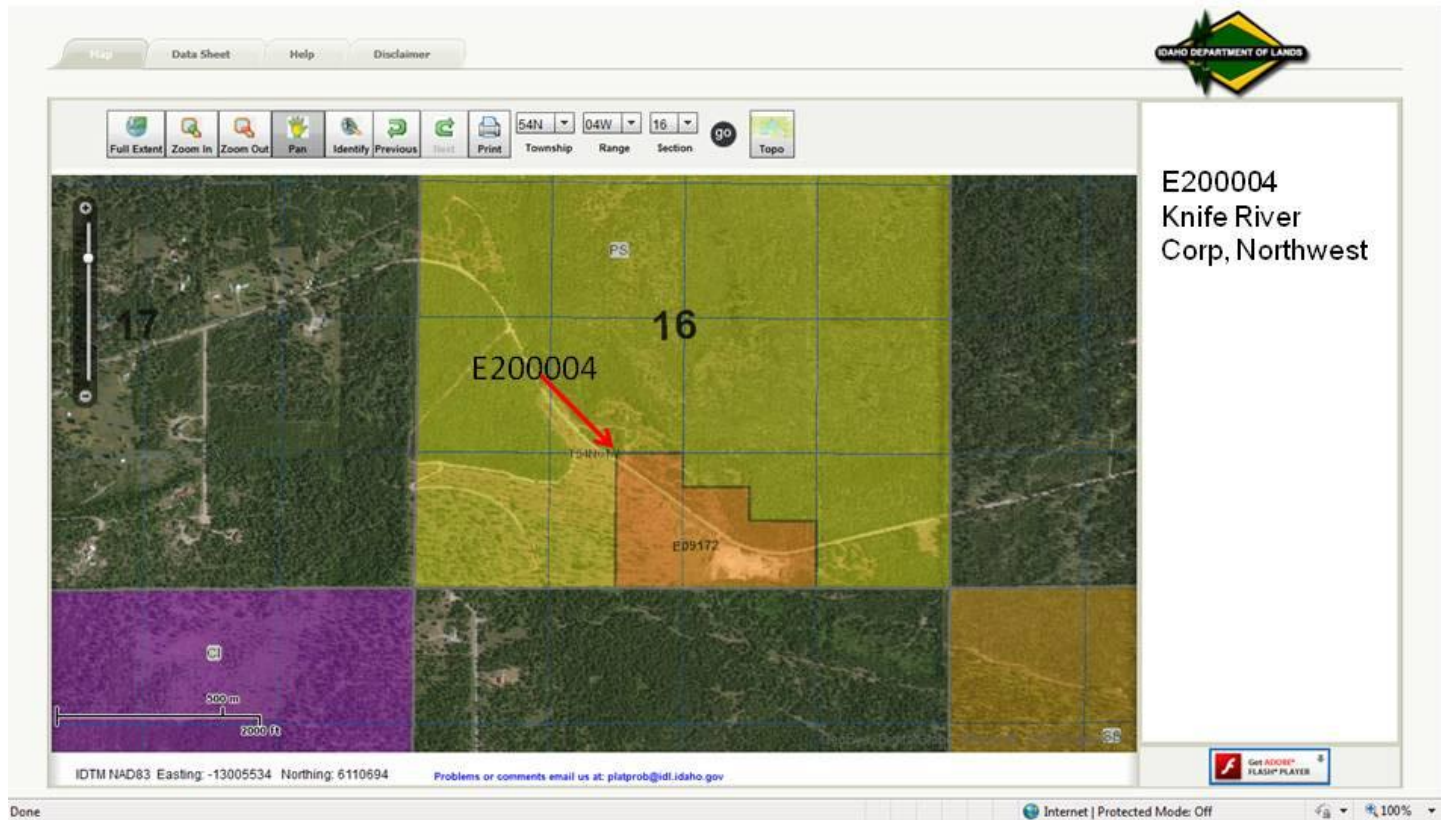 Map
Data Sheet
Help
Disclaimer
IDAHO DEPARTMENT OF LANDS
Full Extent
Zoom In
Zoom Out
Pan
Identify
Previous
Next
Print
54N
Township
04W
Range
16
Section
go
Topo
E200004
Knife River
Corp, Northwest
PS
17
16
E200004
E09172
CI
500 m
2000 ft
IDTM NAD83 Easting: -13005534 Northing: 6110694
Problems or comments email us at: platprob@idl.idaho.gov
Get ADOBE®
FLASH® PLAYER
Done
Internet | Protected Mode: Off
100%